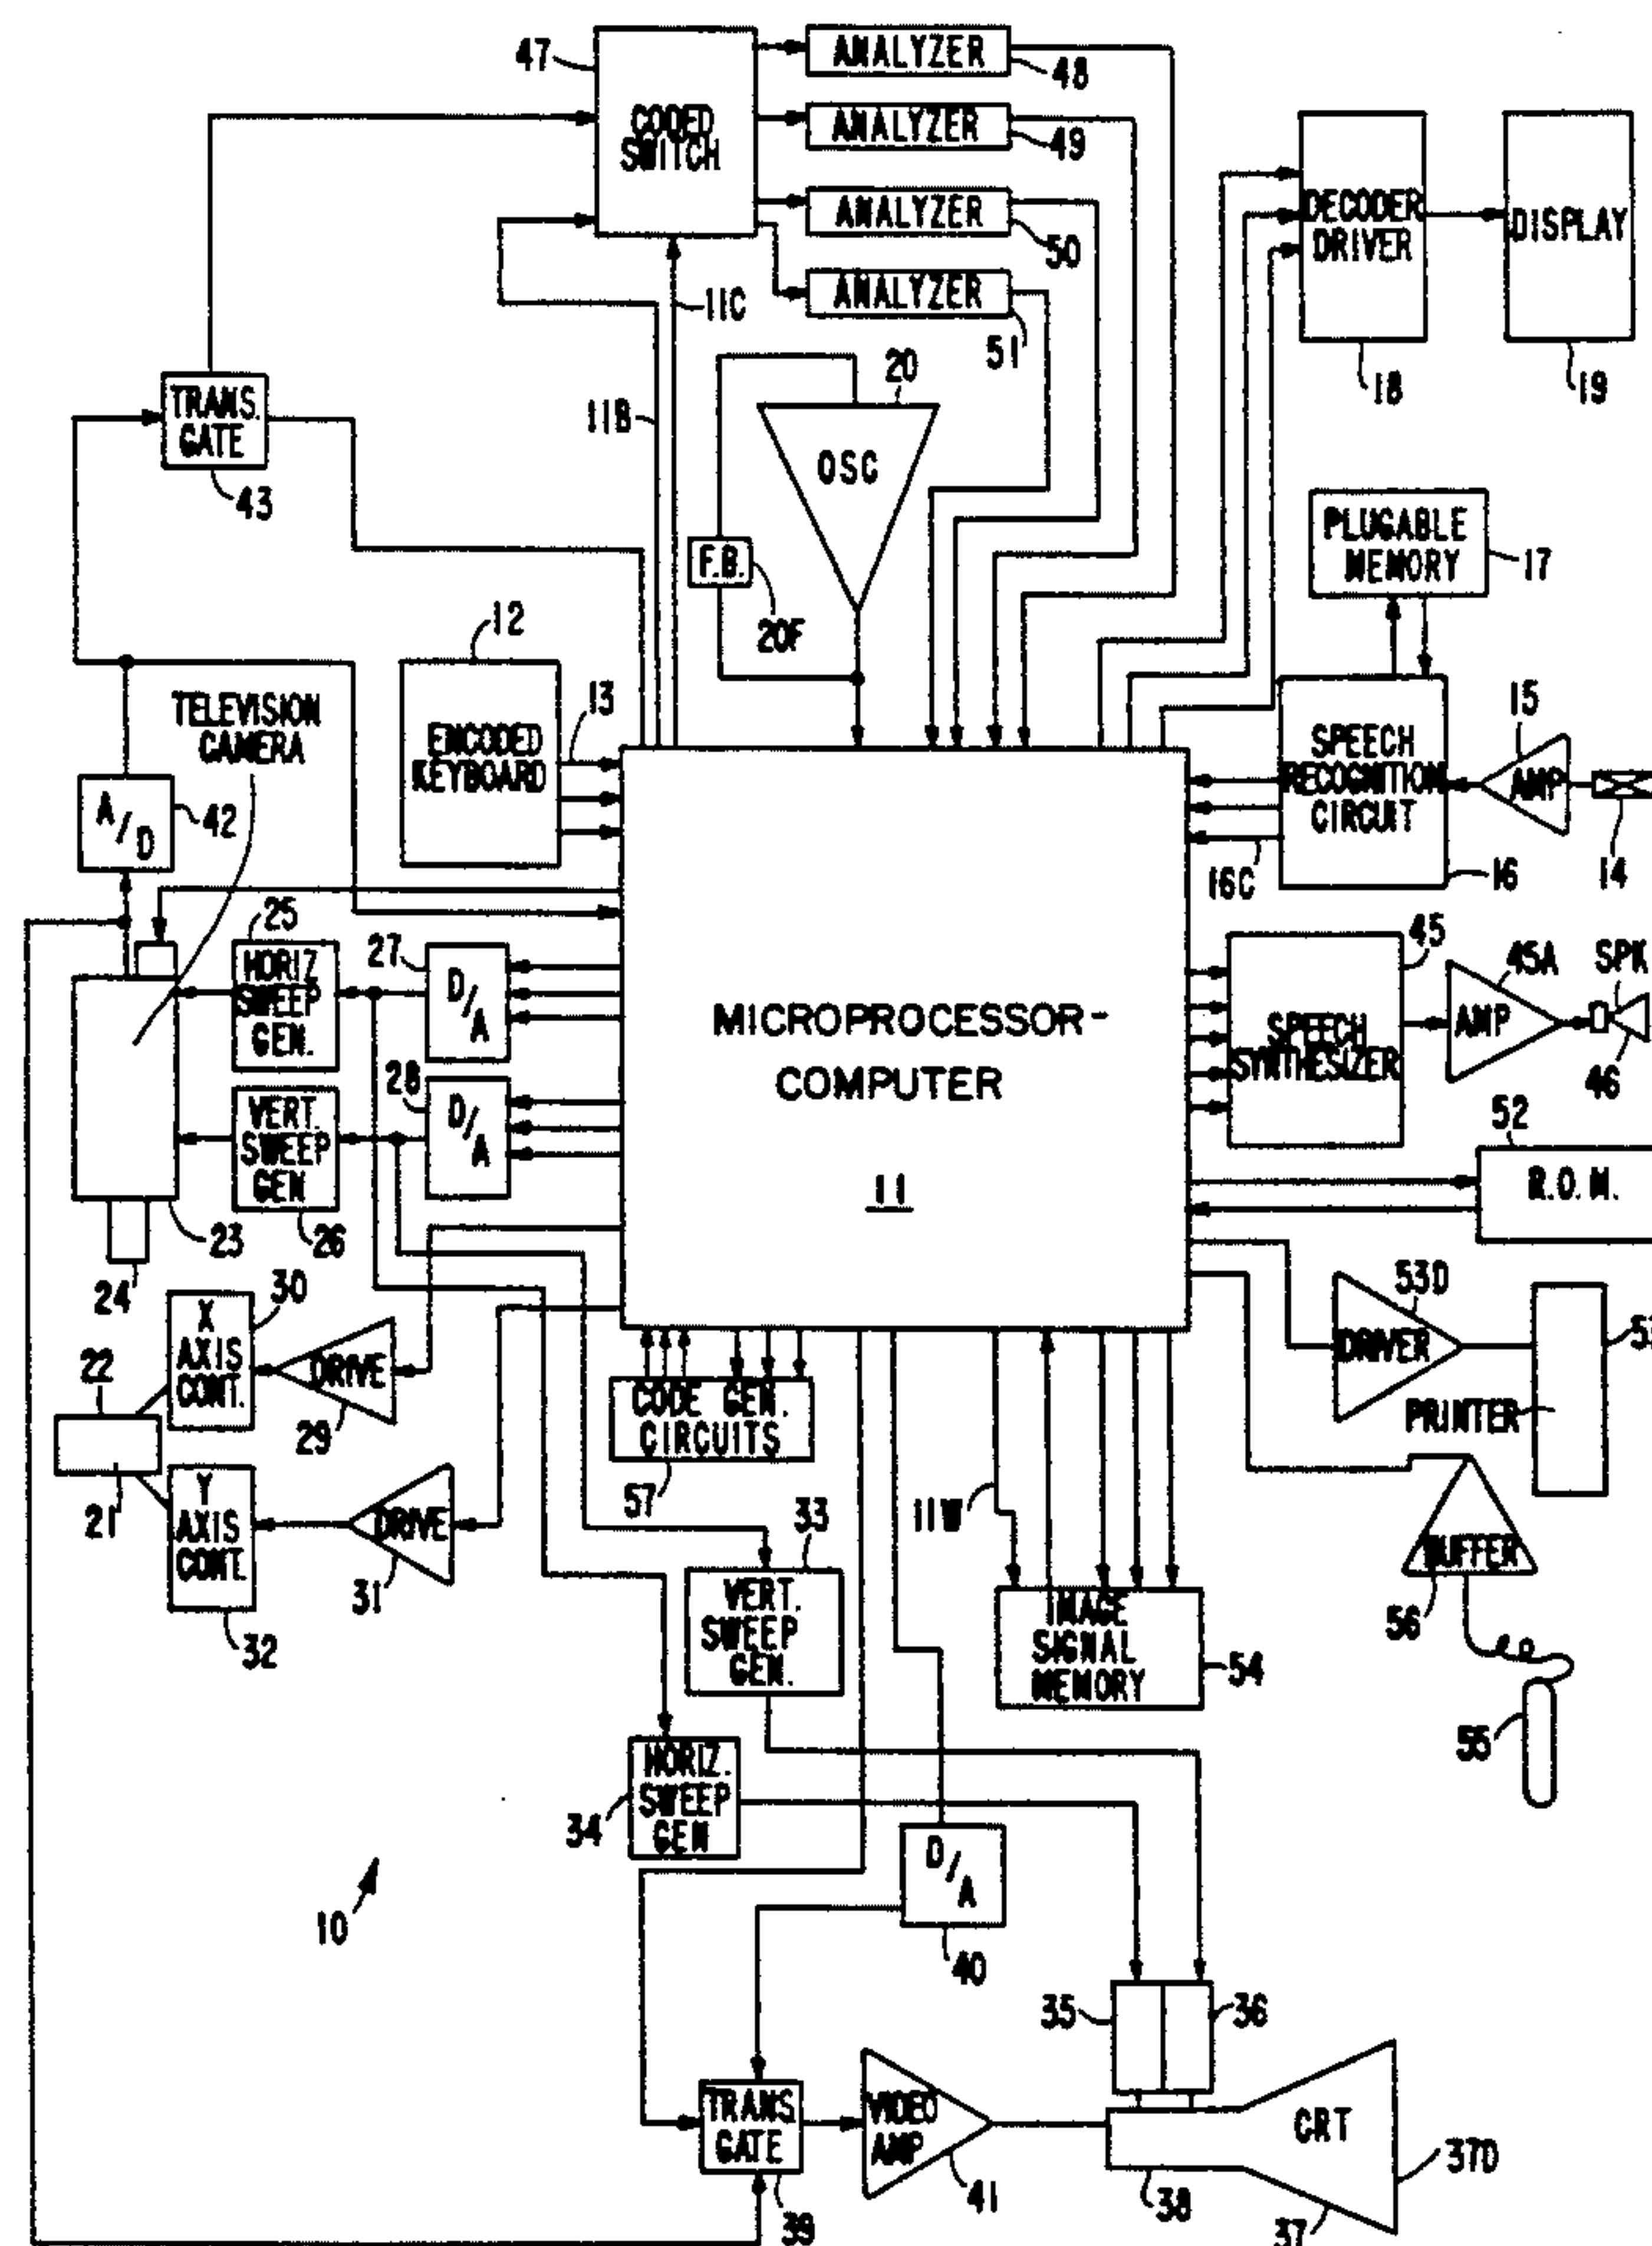 47
CODED
SWITCH
ANALYZER
48
ANALYZER
49
ANALYZER
50
ANALYZER
51
11C
11B
DECODER
DRIVER
18
DISPLAY
19
TRANS.
GATE
43
20
OSC
F.B.
20F
PLUGABLE
MEMORY
17
12
ENCODED
KEYBOARD
13
TELEVISION
CAMERA
A/D
42
SPEECH
RECOGNITION
CIRCUIT
16
16C
15
AMP
14
25
HORIZ
SWEEP
GEN.
27
D/A
28
D/A
VERT.
SWEEP
GEN
26
23
24
MICROPROCESSOR-
COMPUTER
11
45
SPEECH
SYNTHESIZER
45A
AMP
SPK
46
52
R.O.M.
30
X
AXIS
CONT.
DRIVE
29
22
21
Y
AXIS
CONT.
32
DRIVE
31
CODE GEN.
CIRCUITS
57
53D
DRIVER
PRINTER
BUFFER
56
55
11W
IMAGE
SIGNAL
MEMORY
54
33
VERT.
SWEEP
GEN.
HORIZ.
SWEEP
GEN
34
D/A
40
10
35
36
TRANS
GATE
39
VIDEO
AMP
41
CRT
38
37
37D